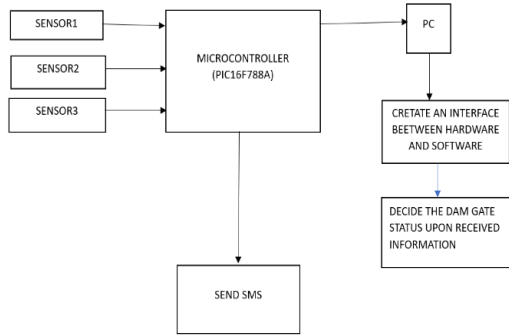 SENSOR1
SENSOR2
SENSOR3
MICROCONTROLLER
(PIC16F788A)
PC
CRETATE AN INTERFACE
BEETWEEN HARDWARE
AND SOFTWARE
DECIDE THE DAM GATE
STATUS UPON RECEIVED
INFORMATION
SEND SMS